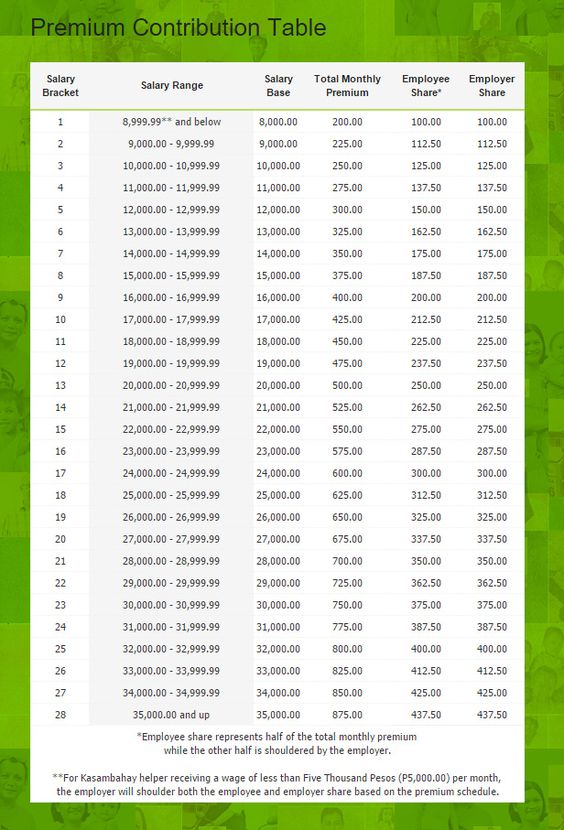 Premium Contribution Table
Salary Bracket Salary Range Salary Base Total Monthly Premium Employee Share* Employer Share
1 8,999.99** and below 8,000.00 200.00 100.00 100.00
2 9,000.00 - 9,999.99 9,000.00 225.00 112.50 112.50
3 10,000.00 - 10,999.99 10,000.00 250.00 125.00 125.00
4 11,000.00 - 11,999.99 11,000.00 275.00 137.50 137.50
5 12,000.00 - 12,999.99 12,000.00 300.00 150.00 150.00
6 13,000.00 - 13,999.99 13,000.00 325.00 162.50 162.50
7 14,000.00 - 14,999.99 14,000.00 350.00 175.00 175.00
8 15,000.00 - 15,999.99 15,000.00 375.00 187.50 187.50
9 16,000.00 - 16,999.99 16,000.00 400.00 200.00 200.00
10 17,000.00 - 17,999.99 17,000.00 425.00 212.50 212.50
11 18,000.00 - 18,999.99 18,000.00 450.00 225.00 225.00
12 19,000.00 - 19,999.99 19,000.00 475.00 237.50 237.50
13 20,000.00 - 20,999.99 20,000.00 500.00 250.00 250.00
14 21,000.00 - 21,999.99 21,000.00 525.00 262.50 262.50
15 22,000.00 - 22,999.99 22,000.00 550.00 275.00 275.00
16 23,000.00 - 23,999.99 23,000.00 575.00 287.50 287.50
17 24,000.00 - 24,999.99 24,000.00 600.00 300.00 300.00
18 25,000.00 - 25,999.99 25,000.00 625.00 312.50 312.50
19 26,000.00 - 26,999.99 26,000.00 650.00 325.00 325.00
20 27,000.00 - 27,999.99 27,000.00 675.00 337.50 337.50
21 28,000.00 - 28,999.99 28,000.00 700.00 350.00 350.00
22 29,000.00 - 29,999.99 29,000.00 725.00 362.50 362.50
23 30,000.00 - 30,999.99 30,000.00 750.00 375.00 375.00
24 31,000.00 - 31,999.99 31,000.00 775.00 387.50 387.50
25 32,000.00 - 32,999.99 32,000.00 800.00 400.00 400.00
26 33,000.00 - 33,999.99 33,000.00 825.00 412.50 412.50
27 34,000.00 - 34,999.99 34,000.00 850.00 425.00 425.00
28 35,000.00 and up 35,000.00 875.00 437.50 437.50
*Employee share represents half of the total monthly premium
while the other half is shouldered by the employer.
**For Kasambahay helper receiving a wage of less than Five Thousand Pesos (P5,000.00) per month,
the employer will shoulder both the employee and employer share based on the premium schedule.